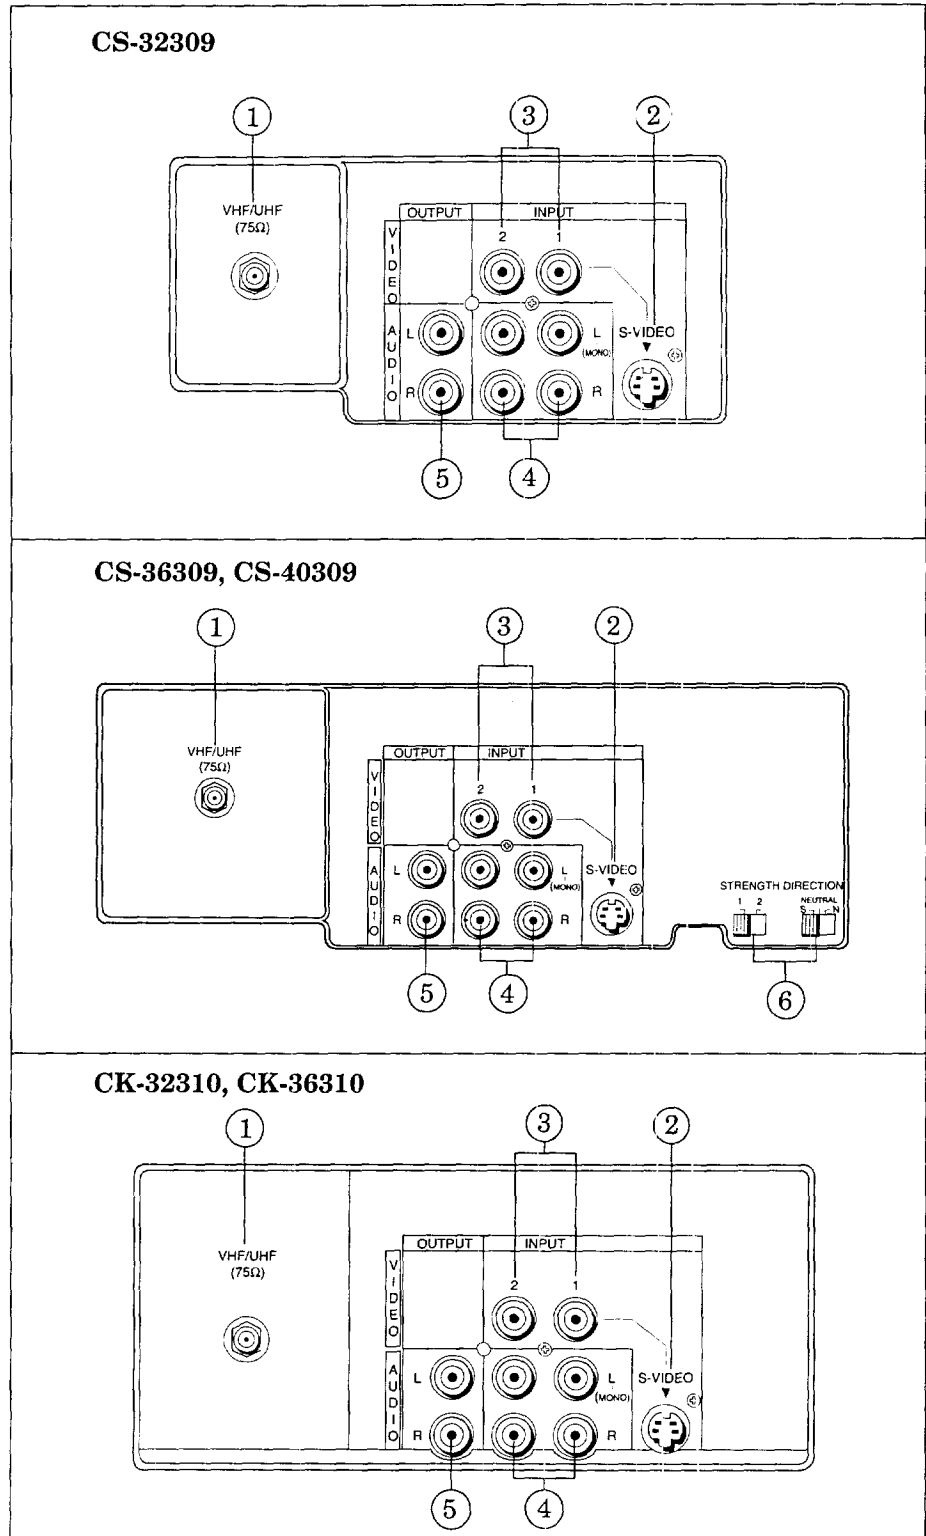 CS-32309
1 3 2
VHF/UHF
(75Ω)
OUTPUT INPUT
VIDEO
2 1
AUDIO
L L S-VIDEO
(MONO)
R R
5 4
CS-36309, CS-40309
1 3 2
VHF/UHF
(75Ω)
OUTPUT INPUT
VIDEO
2 1
AUDIO
L L S-VIDEO
(MONO)
R R
STRENGTH DIRECTION
1 2 NEUTRAL
S N
5 4 6
CK-32310, CK-36310
1 3 2
VHF/UHF
(75Ω)
OUTPUT INPUT
VIDEO
2 1
AUDIO
L L S-VIDEO
(MONO)
R R
5 4